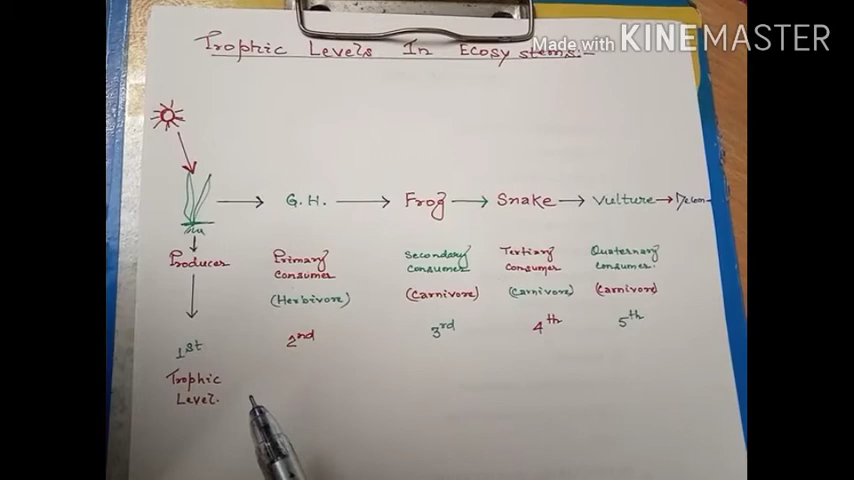 Trophic Levels In Ecosystems:-
Made with KINEMASTER
G.H.
Frog
Snake
Vulture
Decom-
Producer
Primary
consumer
(Herbivore)
Secondary
consumer
(Carnivore)
Tertiary
consumer
(Carnivore)
Quaternary
consumer.
(Carnivore)
1st
2nd
3rd
4th
5th
Trophic
Level.